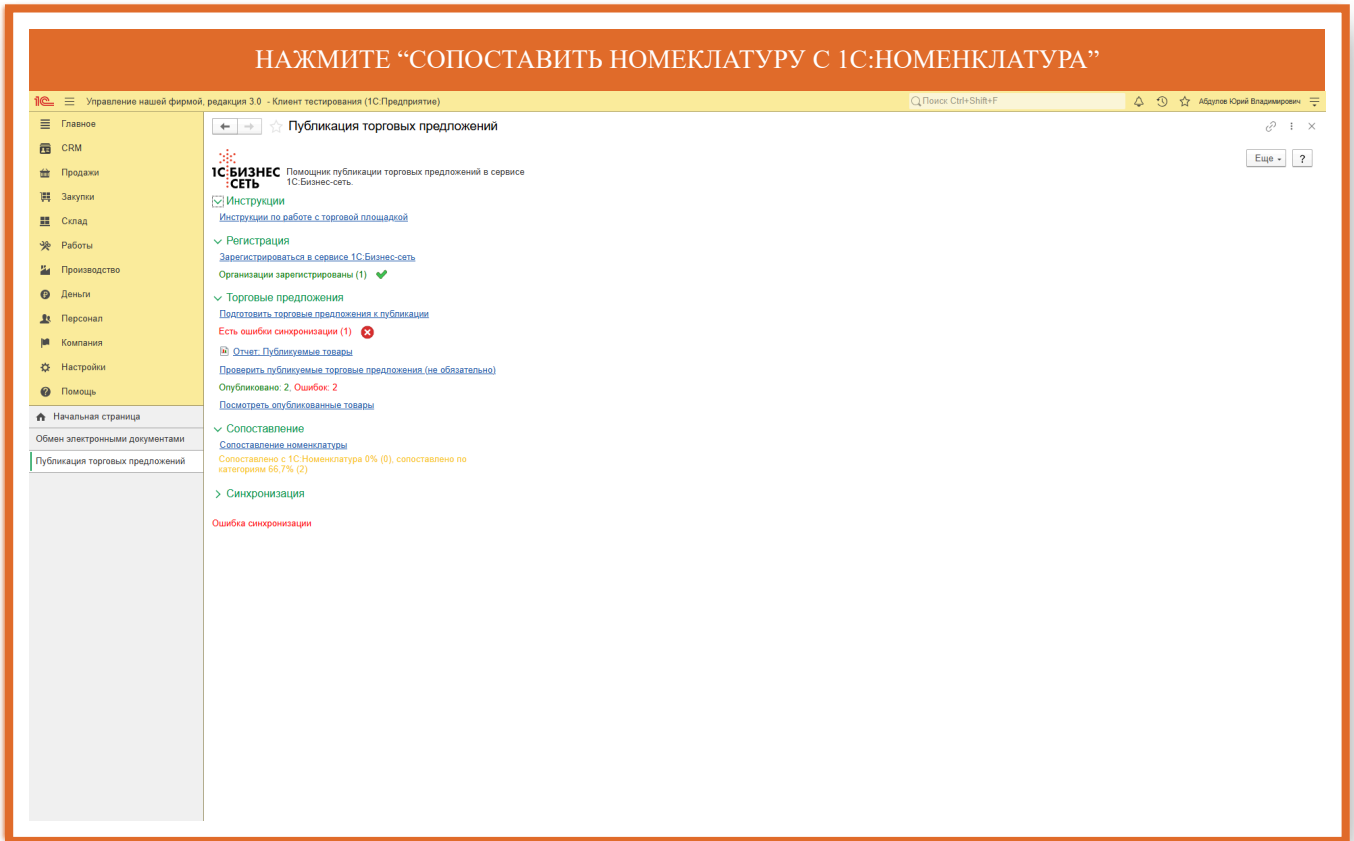 НАЖМИТЕ “СОПОСТАВИТЬ НОМЕКЛАТУРУ С 1С:НОМЕНКЛАТУРА”
1С Управление нашей фирмой, редакция 3.0 - Клиент тестирования (1С:Предприятие) Поиск Ctrl+Shift+F Абдулов Юрий Владимирович
Главное
CRM
Продажи
Закупки
Склад
Работы
Производство
Деньги
Персонал
Компания
Настройки
Помощь
Начальная страница
Обмен электронными документами
Публикация торговых предложений
Публикация торговых предложений
Еще ?
1С БИЗНЕС
СЕТЬ
Помощник публикации торговых предложений в сервисе
1С:Бизнес-сеть.
Инструкции
Инструкции по работе с торговой площадкой
Регистрация
Зарегистрироваться в сервисе 1С:Бизнес-сеть
Организации зарегистрированы (1)
Торговые предложения
Подготовить торговые предложения к публикации
Есть ошибки синхронизации (1)
Отчет: Публикуемые товары
Проверить публикуемые торговые предложения (не обязательно)
Опубликовано: 2, Ошибок: 2
Посмотреть опубликованные товары
Сопоставление
Сопоставление номенклатуры
Сопоставлено с 1С:Номенклатура 0% (0), сопоставлено по
категориям 66,7% (2)
Синхронизация
Ошибка синхронизации